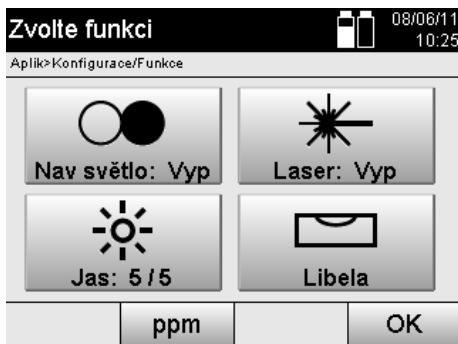 Zvolte funkci
08/06/11
10:25
Aplik>Konfigurace/Funkce
Nav světlo: Vyp
Laser: Vyp
Jas: 5/5
Libela
ppm
OK